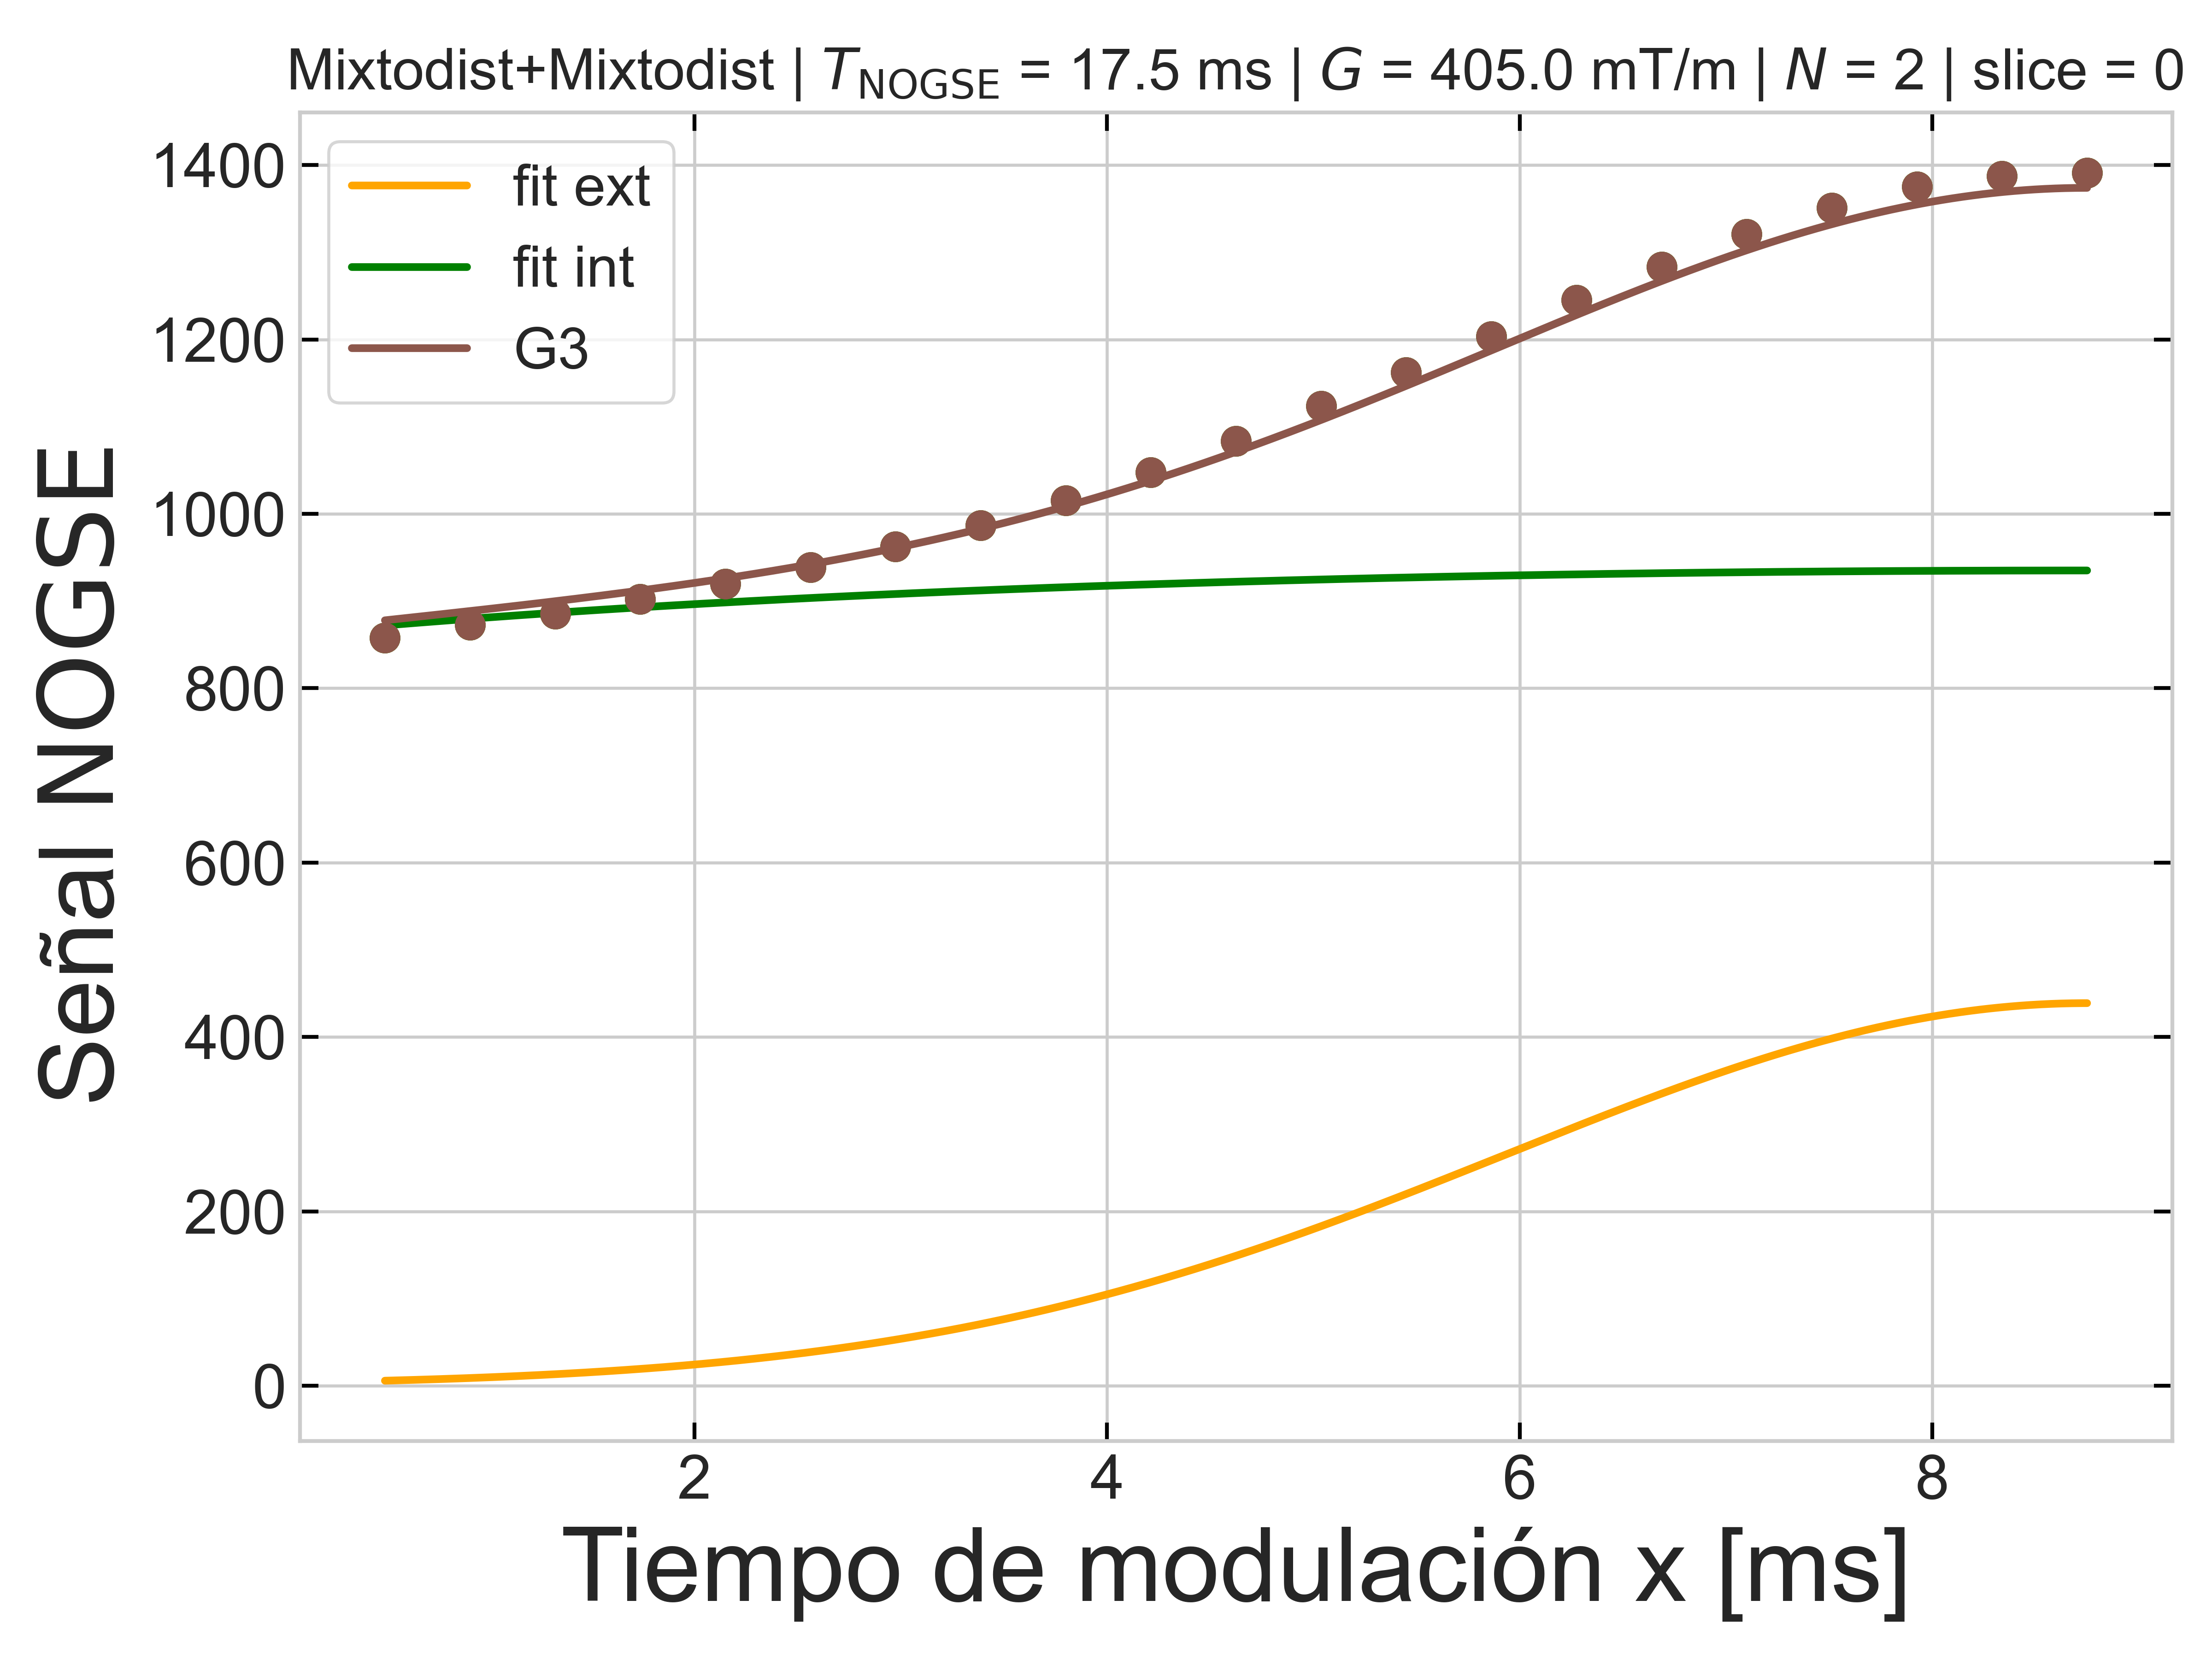 Mixtodist+Mixtodist | T_NOGSE = 17.5 ms | G = 405.0 mT/m | N = 2 | slice = 0
fit ext
fit int
G3
1400
1200
1000
800
600
400
200
0
Señal NOGSE
2 4 6 8
Tiempo de modulación x [ms]